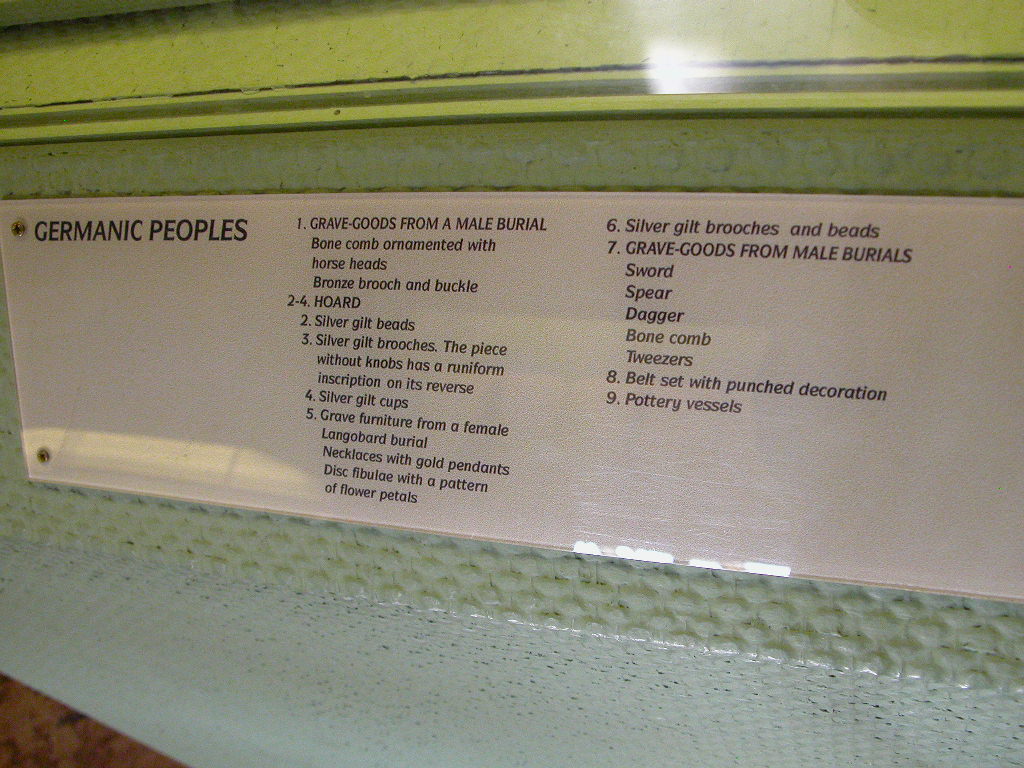 GERMANIC PEOPLES
1. GRAVE-GOODS FROM A MALE BURIAL
Bone comb ornamented with
horse heads
Bronze brooch and buckle
2-4. HOARD
2. Silver gilt beads
3. Silver gilt brooches. The piece
without knobs has a runiform
inscription on its reverse
4. Silver gilt cups
5. Grave furniture from a female
Langobard burial
Necklaces with gold pendants
Disc fibulae with a pattern
of flower petals
6. Silver gilt brooches and beads
7. GRAVE-GOODS FROM MALE BURIALS
Sword
Spear
Dagger
Bone comb
Tweezers
8. Belt set with punched decoration
9. Pottery vessels